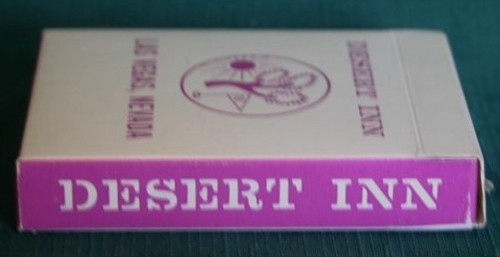 DESERT INN
LAS VEGAS, NEVADA
DESERT INN